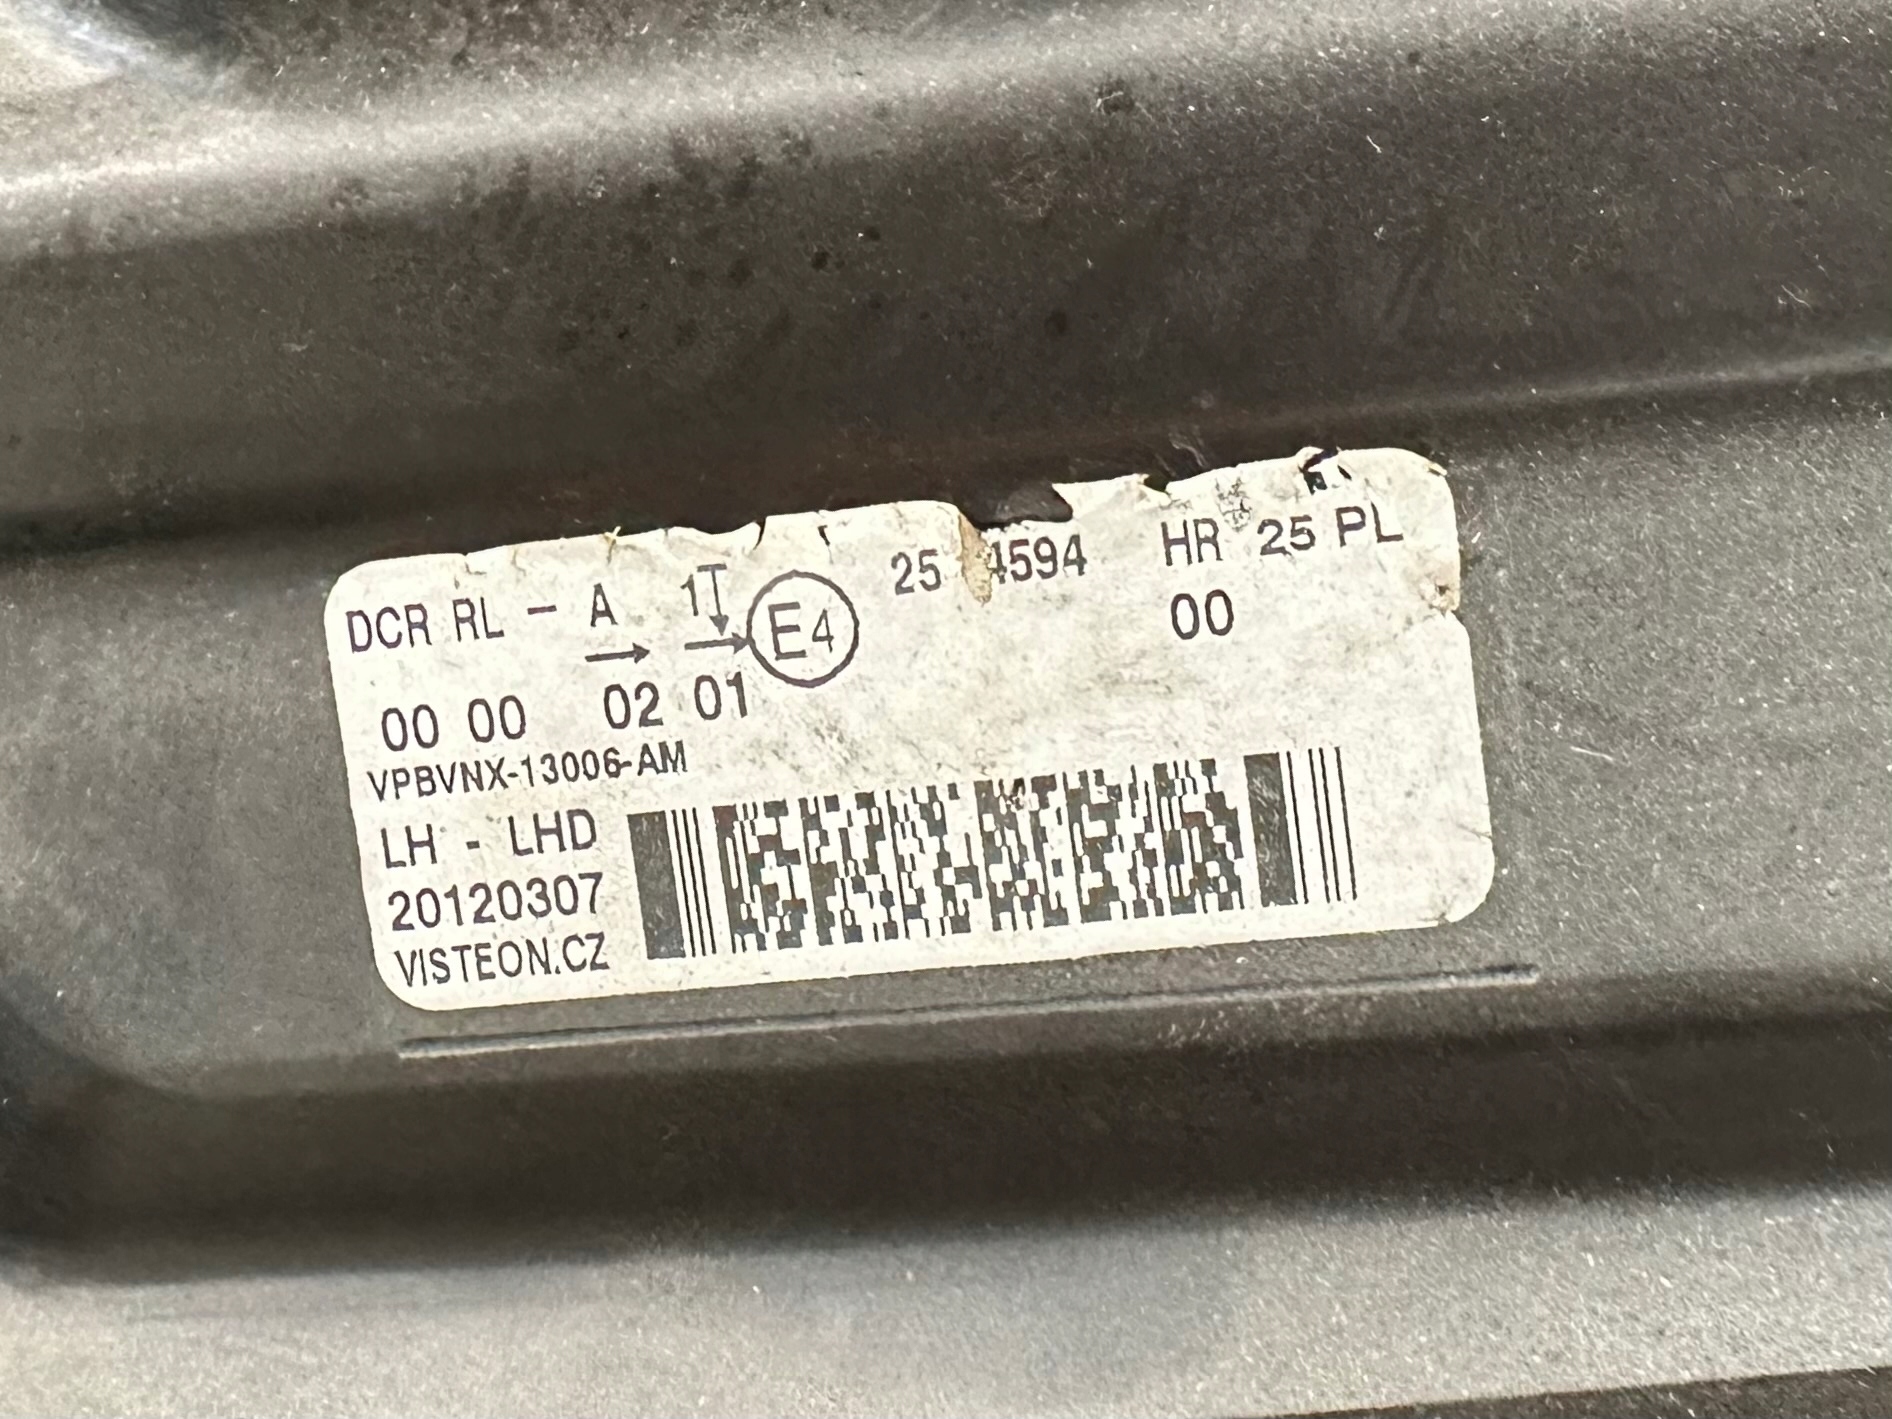 DCR RL - A 1T E4 25 4594 HR 25 PL
→ → 00
00 00 02 01
VPBVNX-13006-AM
LH - LHD
20120307
VISTEON.CZ